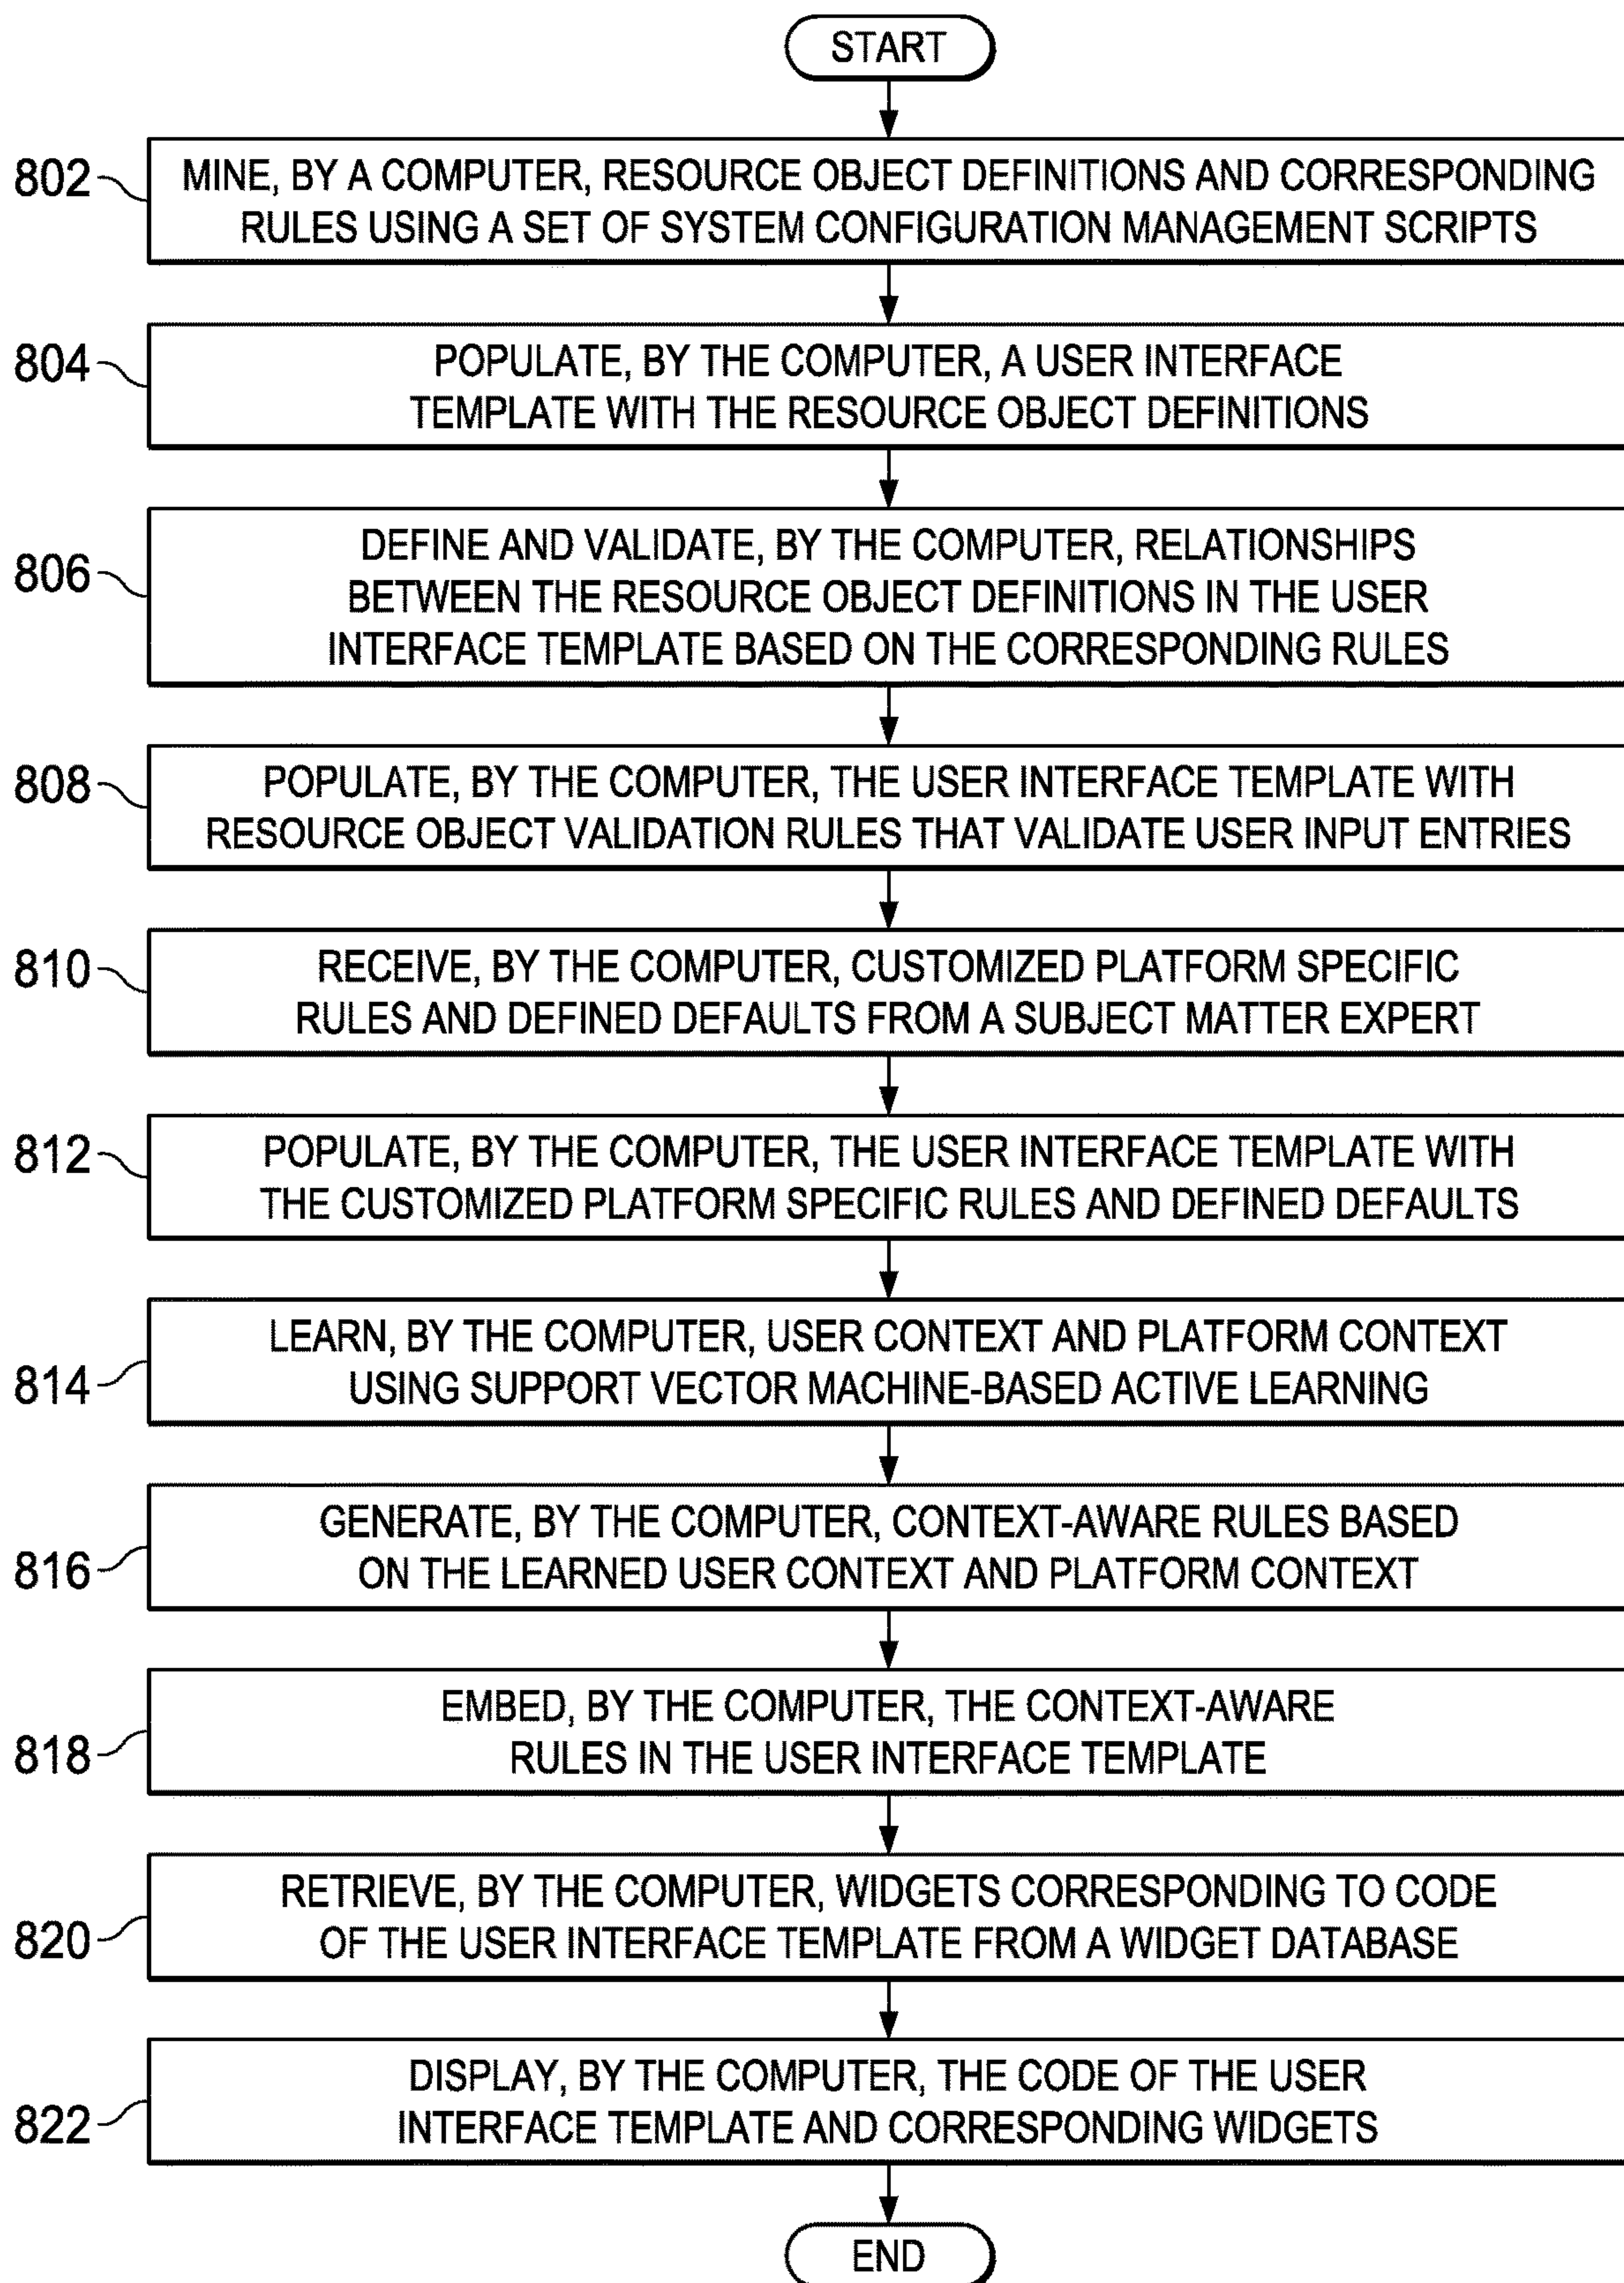 START
802
MINE, BY A COMPUTER, RESOURCE OBJECT DEFINITIONS AND CORRESPONDING
RULES USING A SET OF SYSTEM CONFIGURATION MANAGEMENT SCRIPTS
804
POPULATE, BY THE COMPUTER, A USER INTERFACE
TEMPLATE WITH THE RESOURCE OBJECT DEFINITIONS
806
DEFINE AND VALIDATE, BY THE COMPUTER, RELATIONSHIPS
BETWEEN THE RESOURCE OBJECT DEFINITIONS IN THE USER
INTERFACE TEMPLATE BASED ON THE CORRESPONDING RULES
808
POPULATE, BY THE COMPUTER, THE USER INTERFACE TEMPLATE WITH
RESOURCE OBJECT VALIDATION RULES THAT VALIDATE USER INPUT ENTRIES
810
RECEIVE, BY THE COMPUTER, CUSTOMIZED PLATFORM SPECIFIC
RULES AND DEFINED DEFAULTS FROM A SUBJECT MATTER EXPERT
812
POPULATE, BY THE COMPUTER, THE USER INTERFACE TEMPLATE WITH
THE CUSTOMIZED PLATFORM SPECIFIC RULES AND DEFINED DEFAULTS
814
LEARN, BY THE COMPUTER, USER CONTEXT AND PLATFORM CONTEXT
USING SUPPORT VECTOR MACHINE-BASED ACTIVE LEARNING
816
GENERATE, BY THE COMPUTER, CONTEXT-AWARE RULES BASED
ON THE LEARNED USER CONTEXT AND PLATFORM CONTEXT
818
EMBED, BY THE COMPUTER, THE CONTEXT-AWARE
RULES IN THE USER INTERFACE TEMPLATE
820
RETRIEVE, BY THE COMPUTER, WIDGETS CORRESPONDING TO CODE
OF THE USER INTERFACE TEMPLATE FROM A WIDGET DATABASE
822
DISPLAY, BY THE COMPUTER, THE CODE OF THE USER
INTERFACE TEMPLATE AND CORRESPONDING WIDGETS
END